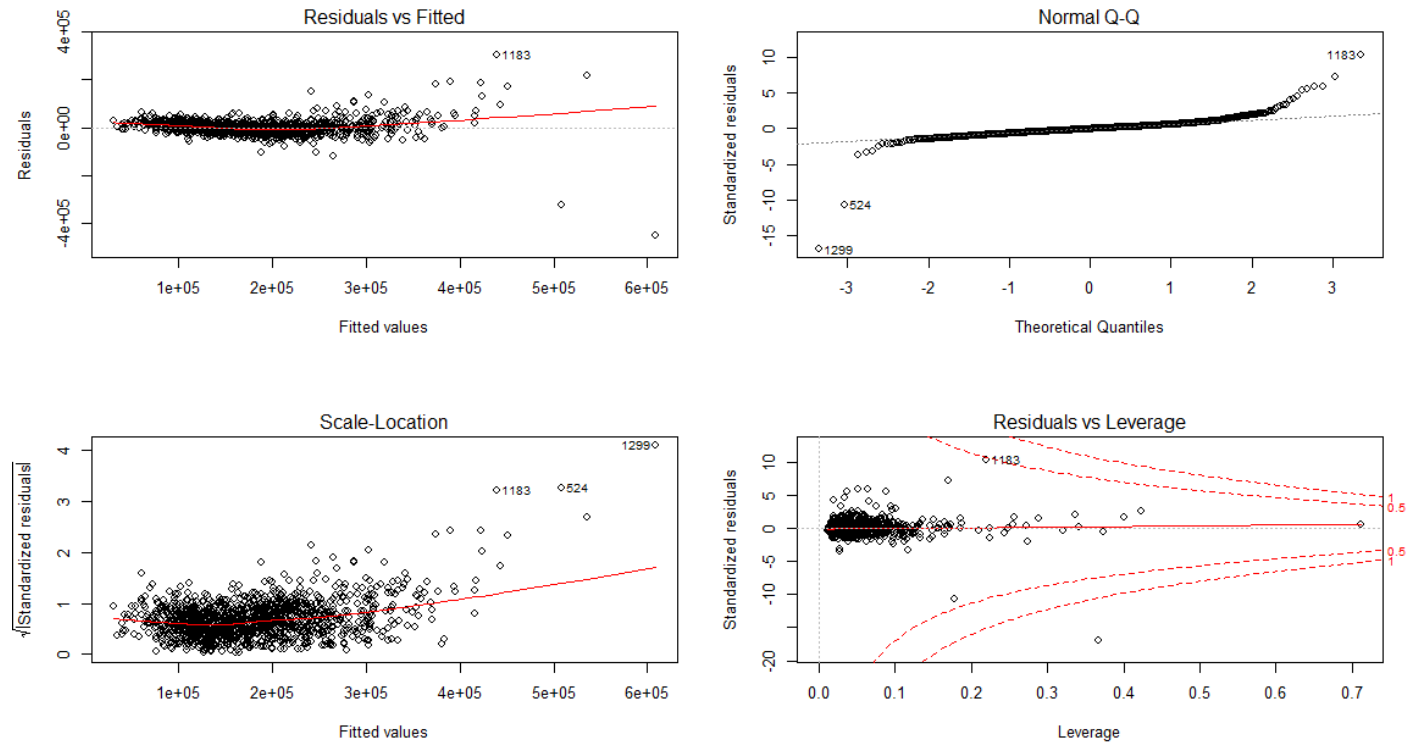 Residuals vs Fitted
Residuals
4e+05
0e+00
-4e+05
1183
1e+05 2e+05 3e+05 4e+05 5e+05 6e+05
Fitted values
Normal Q-Q
Standardized residuals
10
5
0
-5
-10
-15
1183
524
1299
-3 -2 -1 0 1 2 3
Theoretical Quantiles
Scale-Location
√|Standardized residuals|
4
3
2
1
0
1299
1183
524
1e+05 2e+05 3e+05 4e+05 5e+05 6e+05
Fitted values
Residuals vs Leverage
Standardized residuals
10
5
0
-5
-10
-20
1183
1
0.5
0.5
1
0.0 0.1 0.2 0.3 0.4 0.5 0.6 0.7
Leverage